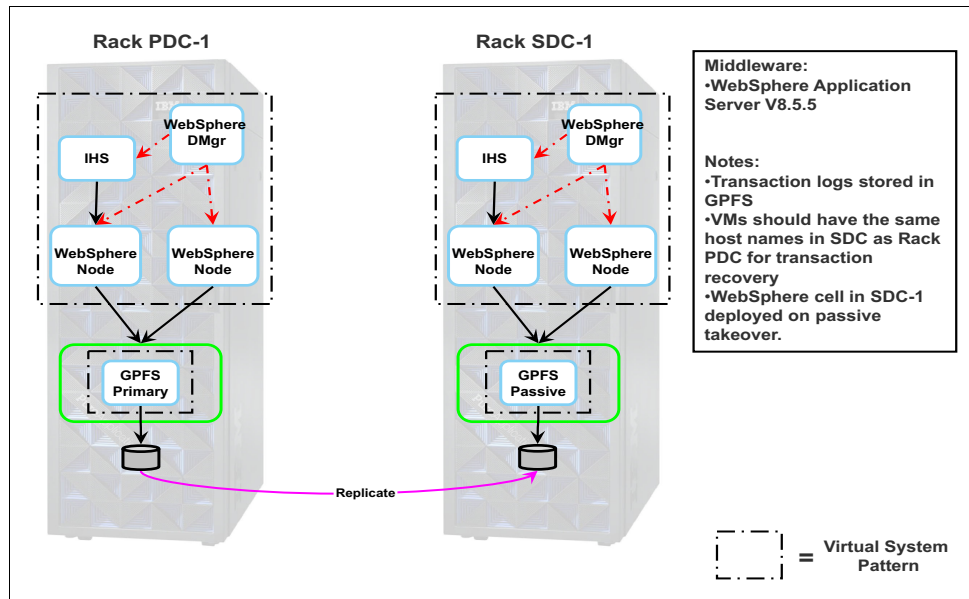 Rack PDC-1
Rack SDC-1
IBM
WebSphere
DMgr
IHS
WebSphere
Node
WebSphere
Node
GPFS
Primary
IBM
WebSphere
DMgr
IHS
WebSphere
Node
WebSphere
Node
GPFS
Passive
Replicate
Middleware:
•WebSphere Application
Server V8.5.5
Notes:
•Transaction logs stored in
GPFS
•VMs should have the same
host names in SDC as Rack
PDC for transaction
recovery
•WebSphere cell in SDC-1
deployed on passive
takeover.
= Virtual System
Pattern